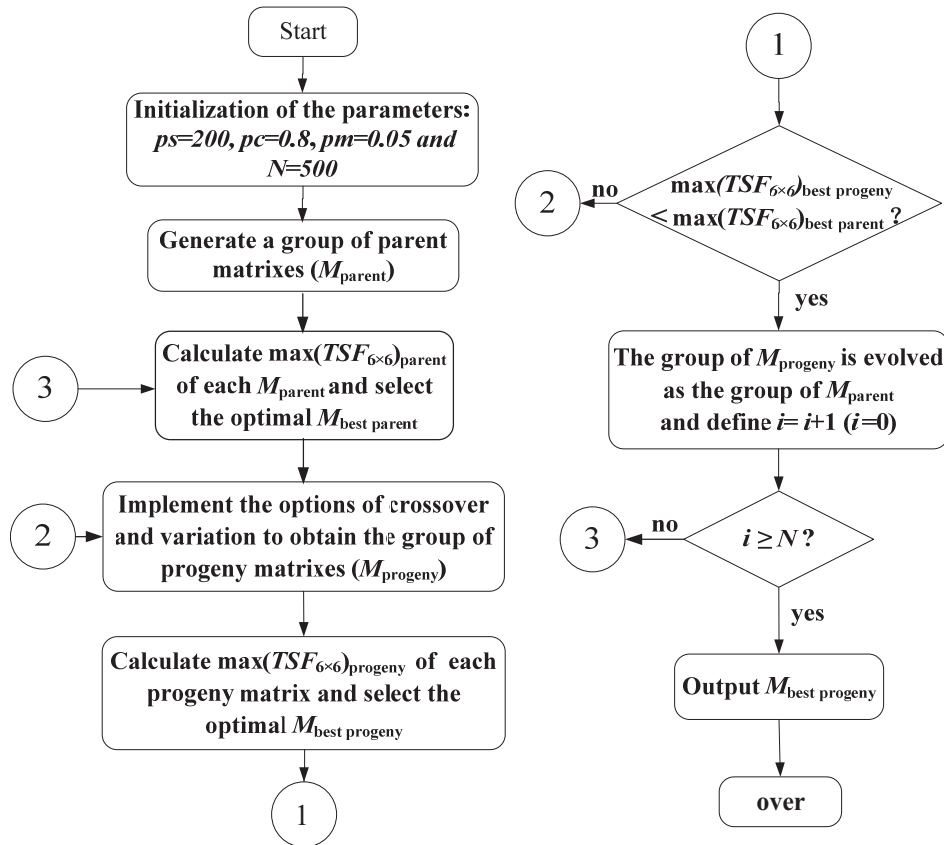 Start
Initialization of the parameters:
ps=200, pc=0.8, pm=0.05 and
N=500
Generate a group of parent
matrixes (Mparent)
3
Calculate max(TSF6×6)parent
of each Mparent and select
the optimal Mbest parent
2
Implement the options of crossover
and variation to obtain the group of
progeny matrixes (Mprogeny)
Calculate max(TSF6×6)progeny of each
progeny matrix and select the
optimal Mbest progeny
1
1
max(TSF6×6)best progeny
< max(TSF6×6)best parent ?
no
2
yes
The group of Mprogeny is evolved
as the group of Mparent
and define i= i+1 (i=0)
i ≥ N ?
no
3
yes
Output Mbest progeny
over